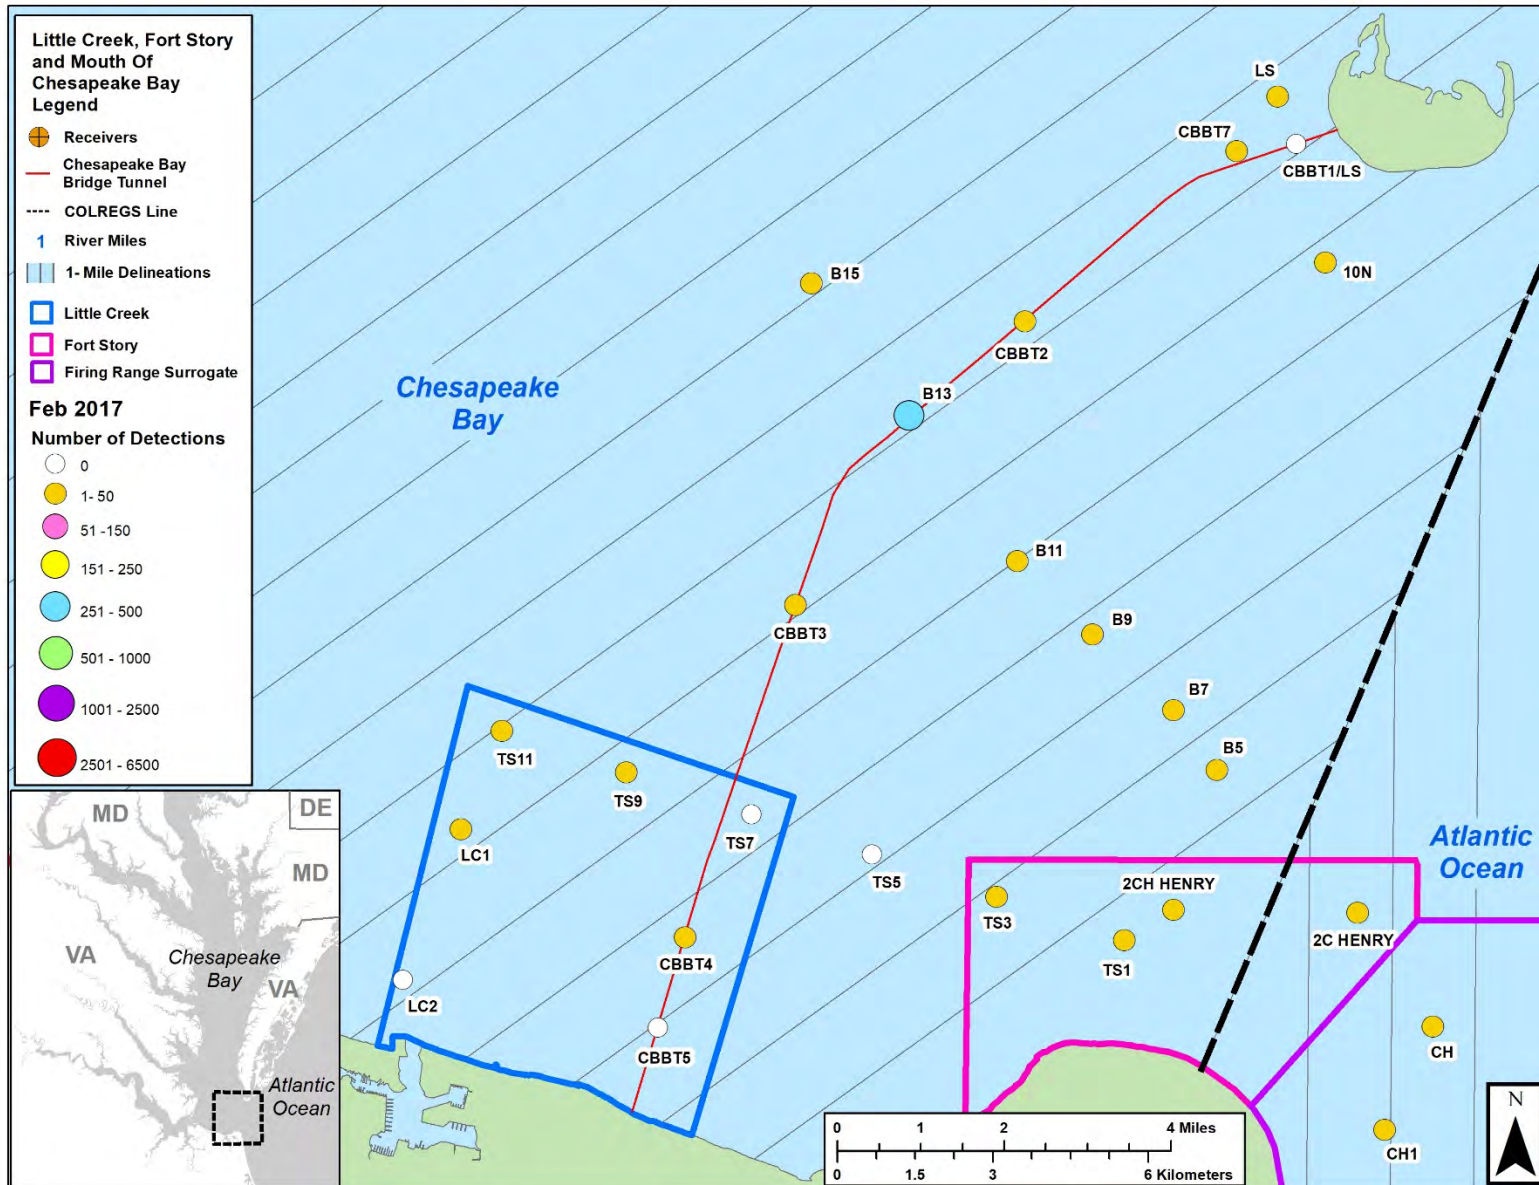 Little Creek, Fort Story
and Mouth Of
Chesapeake Bay
Legend
Receivers
Chesapeake Bay
Bridge Tunnel
COLREGS Line
1 River Miles
1- Mile Delineations
Little Creek
Fort Story
Firing Range Surrogate
Feb 2017
Number of Detections
0
1- 50
51 -150
151 - 250
251 - 500
501 - 1000
1001 - 2500
2501 - 6500
MD
DE
MD
VA
Chesapeake
Bay
VA
Atlantic
Ocean
LS
CBBT7
CBBT1/LS
10N
B15
CBBT2
Chesapeake
Bay
B13
B11
CBBT3
B9
B7
B5
TS11
TS9
TS7
LC1
TS5
Atlantic
Ocean
2CH HENRY
TS3
2C HENRY
TS1
CBBT4
LC2
CBBT5
CH
CH1
0 1 2 4 Miles
0 1.5 3 6 Kilometers
N